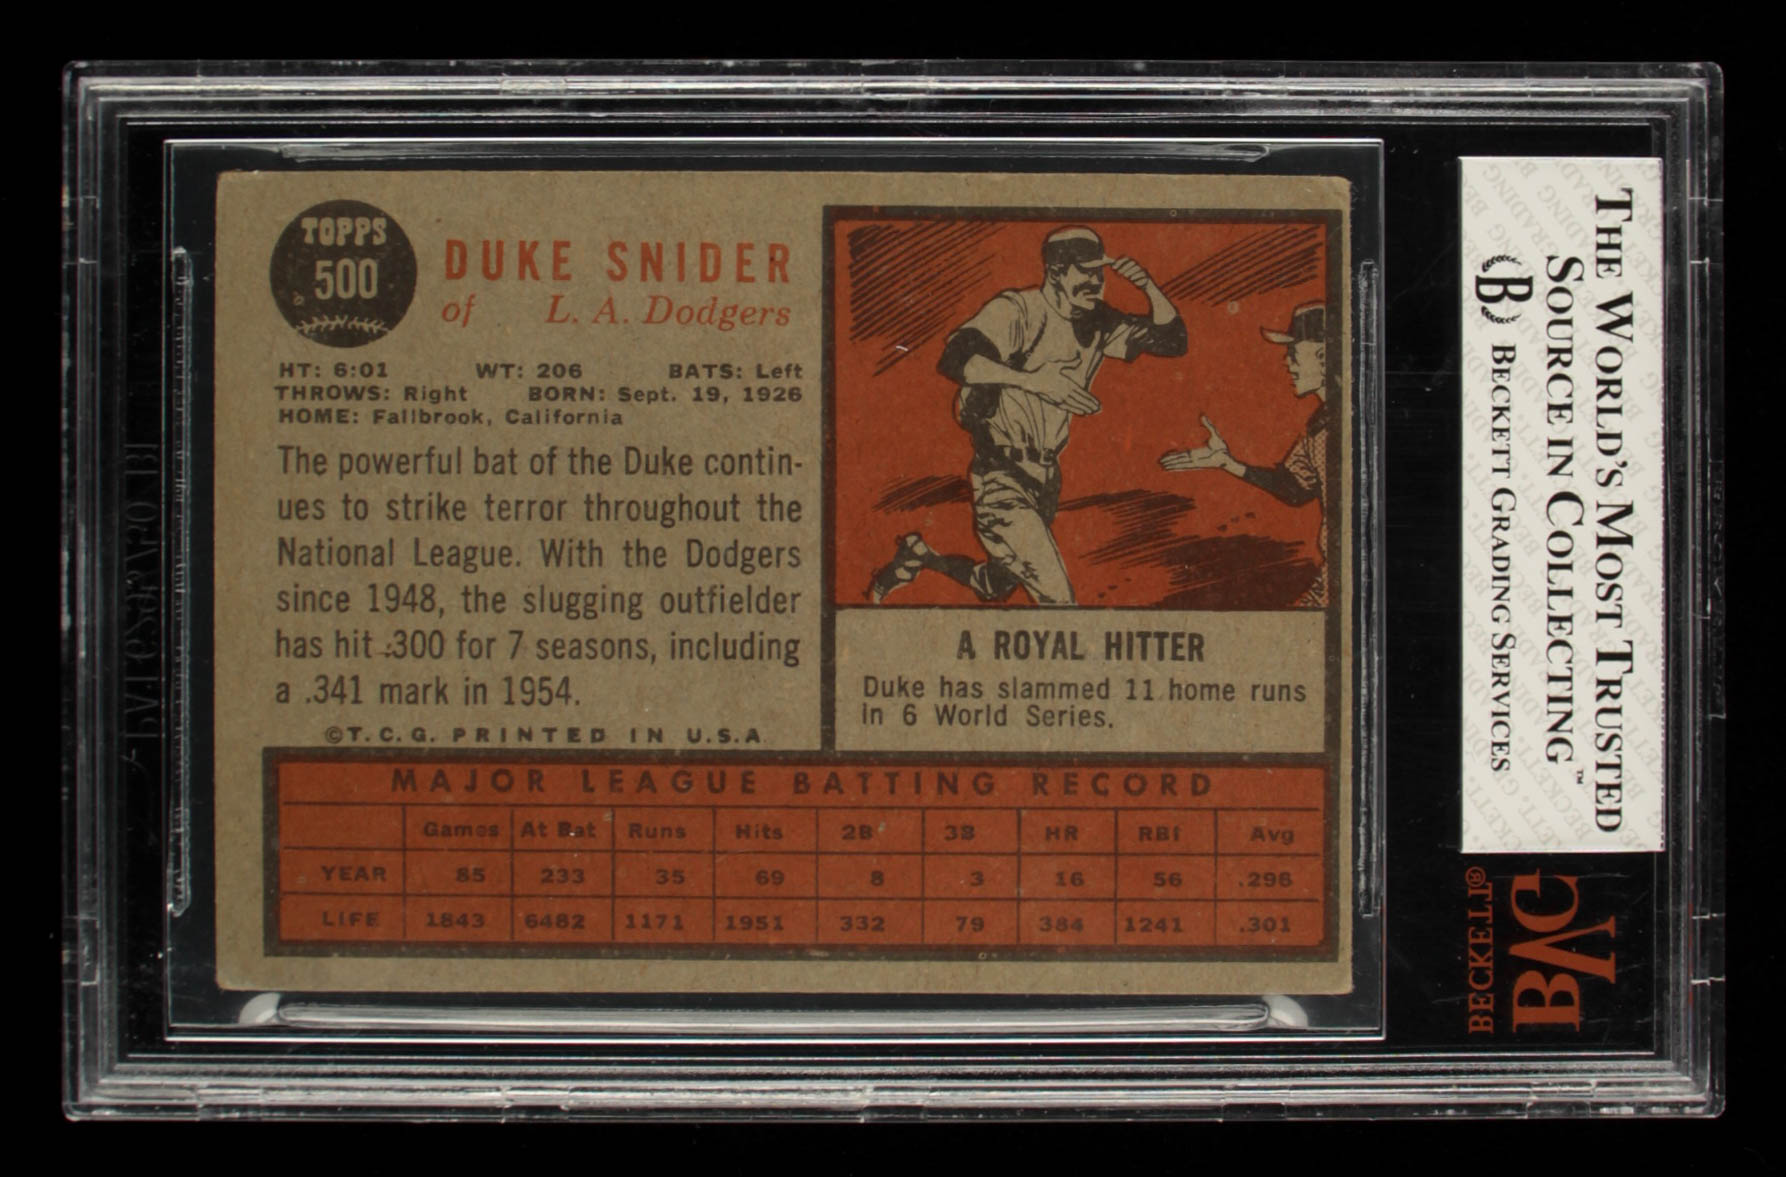 TOPPS
500
DUKE SNIDER
of L. A. Dodgers
HT: 6:01 WT: 206 BATS: Left
THROWS: Right BORN: Sept. 19, 1926
HOME: Fallbrook, California
The powerful bat of the Duke contin-
ues to strike terror throughout the
National League. With the Dodgers
since 1948, the slugging outfielder
has hit .300 for 7 seasons, including
a .341 mark in 1954.
©T.C.G. PRINTED IN U.S.A.
A ROYAL HITTER
Duke has slammed 11 home runs
in 6 World Series.
MAJOR LEAGUE BATTING RECORD
Games At Bat Runs Hits 2B 3B HR RBI Avg
YEAR 85 233 35 69 8 3 16 56 .296
LIFE 1843 6482 1171 1951 332 79 384 1241 .301
THE WORLD'S MOST TRUSTED
SOURCE IN COLLECTING™
B BECKETT GRADING SERVICES
BECKETT®
BVG